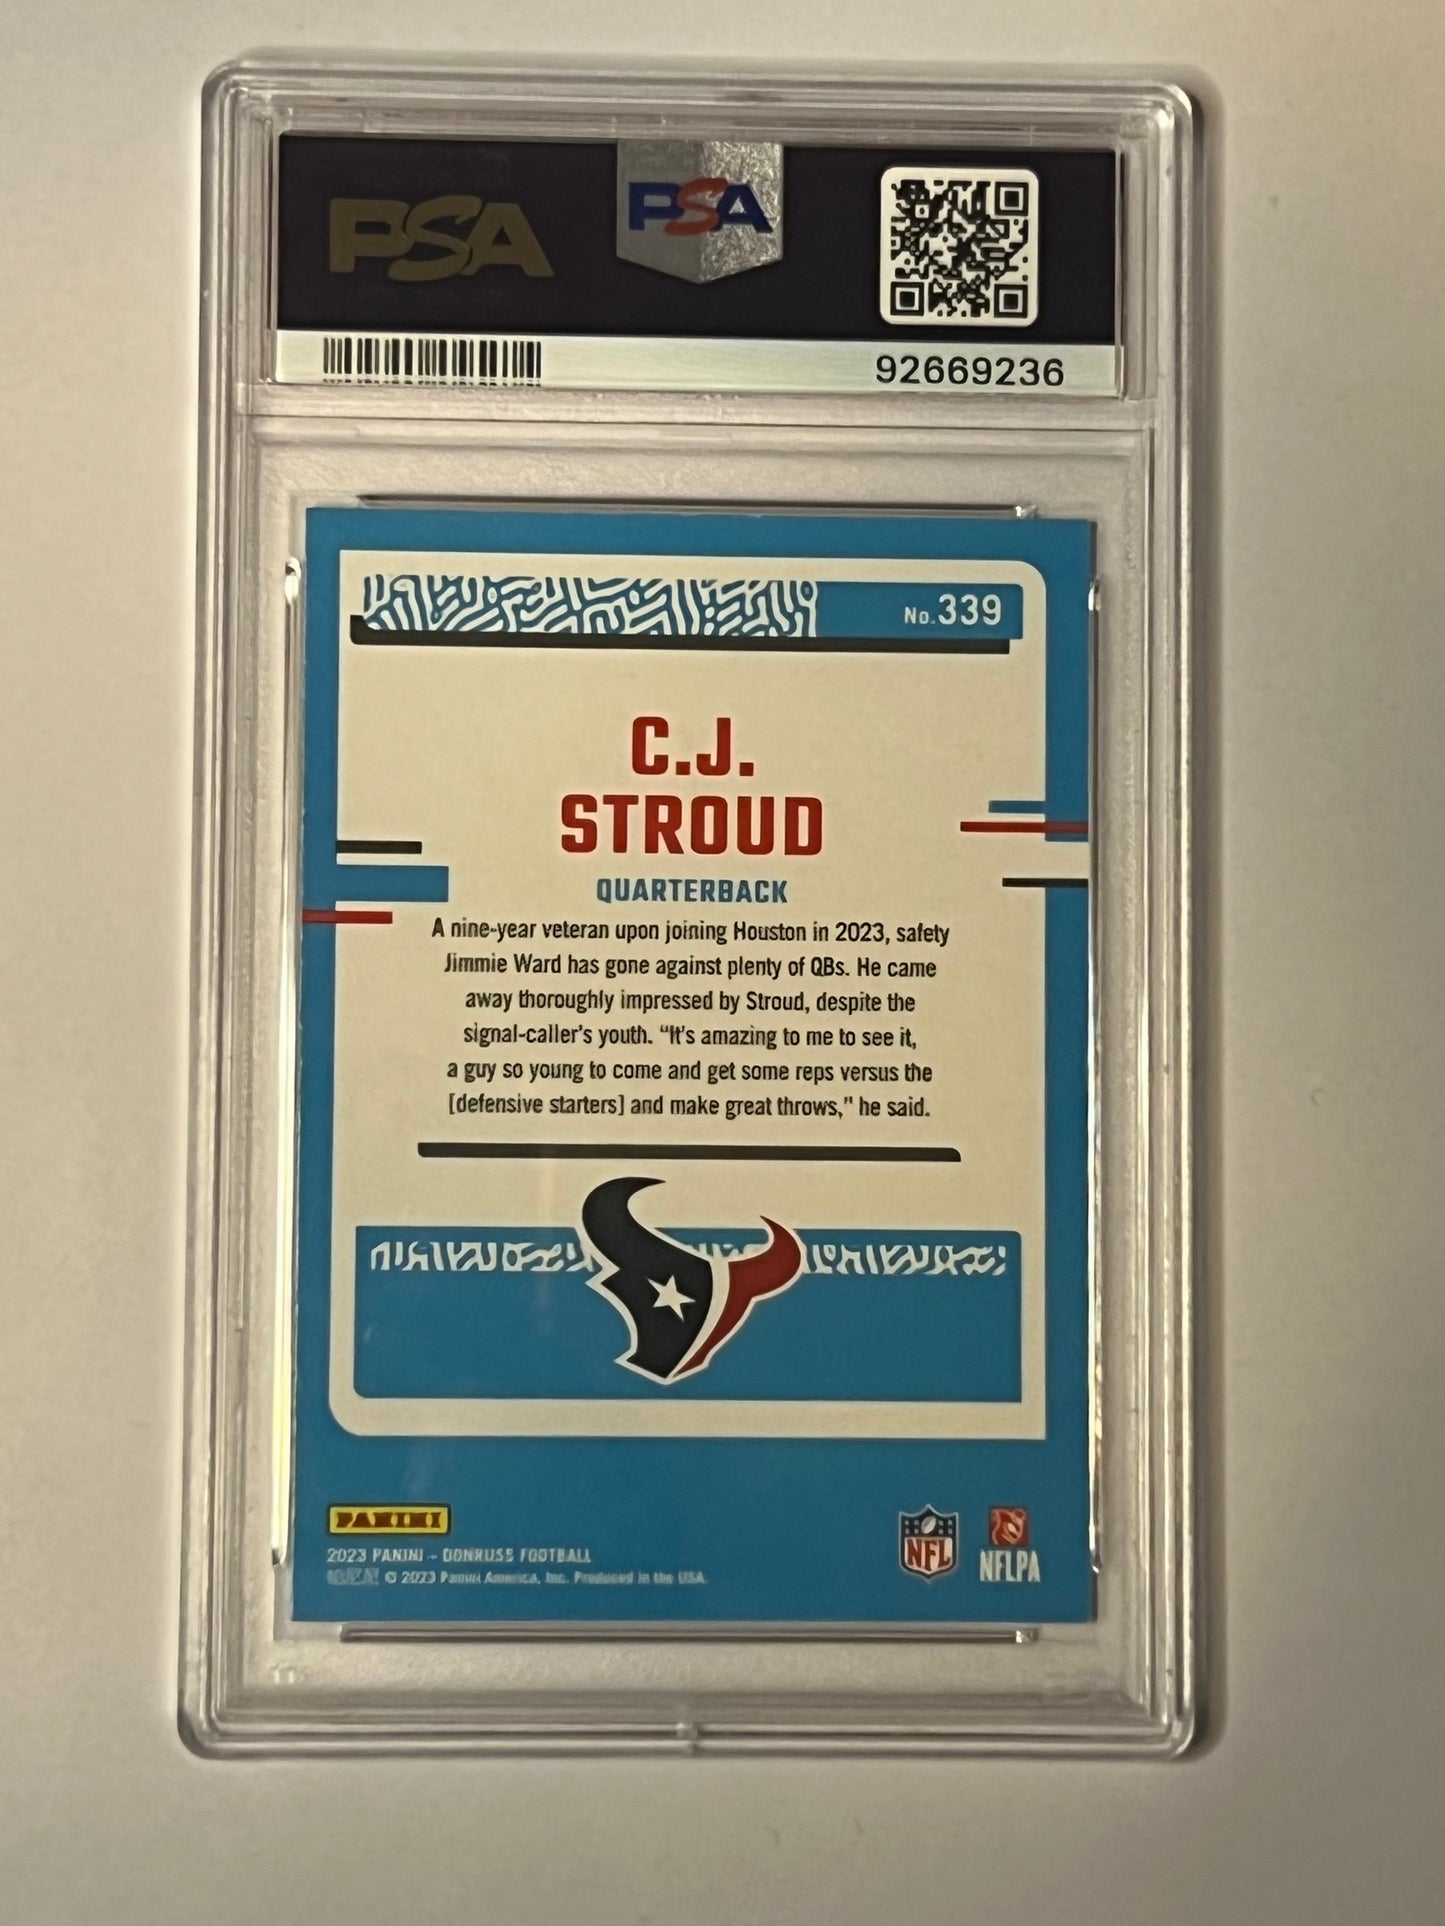 PSA
PSA
92669236
No.339
C.J.
STROUD
QUARTERBACK
A nine-year veteran upon joining Houston in 2023, safety
Jimmie Ward has gone against plenty of QBs. He came
away thoroughly impressed by Stroud, despite the
signal-caller's youth. “It's amazing to me to see it,
a guy so young to come and get some reps versus the
[defensive starters] and make great throws," he said.
PANINI
2023 PANINI - DONRUSS FOOTBALL
© 2023 Panini America, Inc. Produced in the USA.
NFL
NFLPA